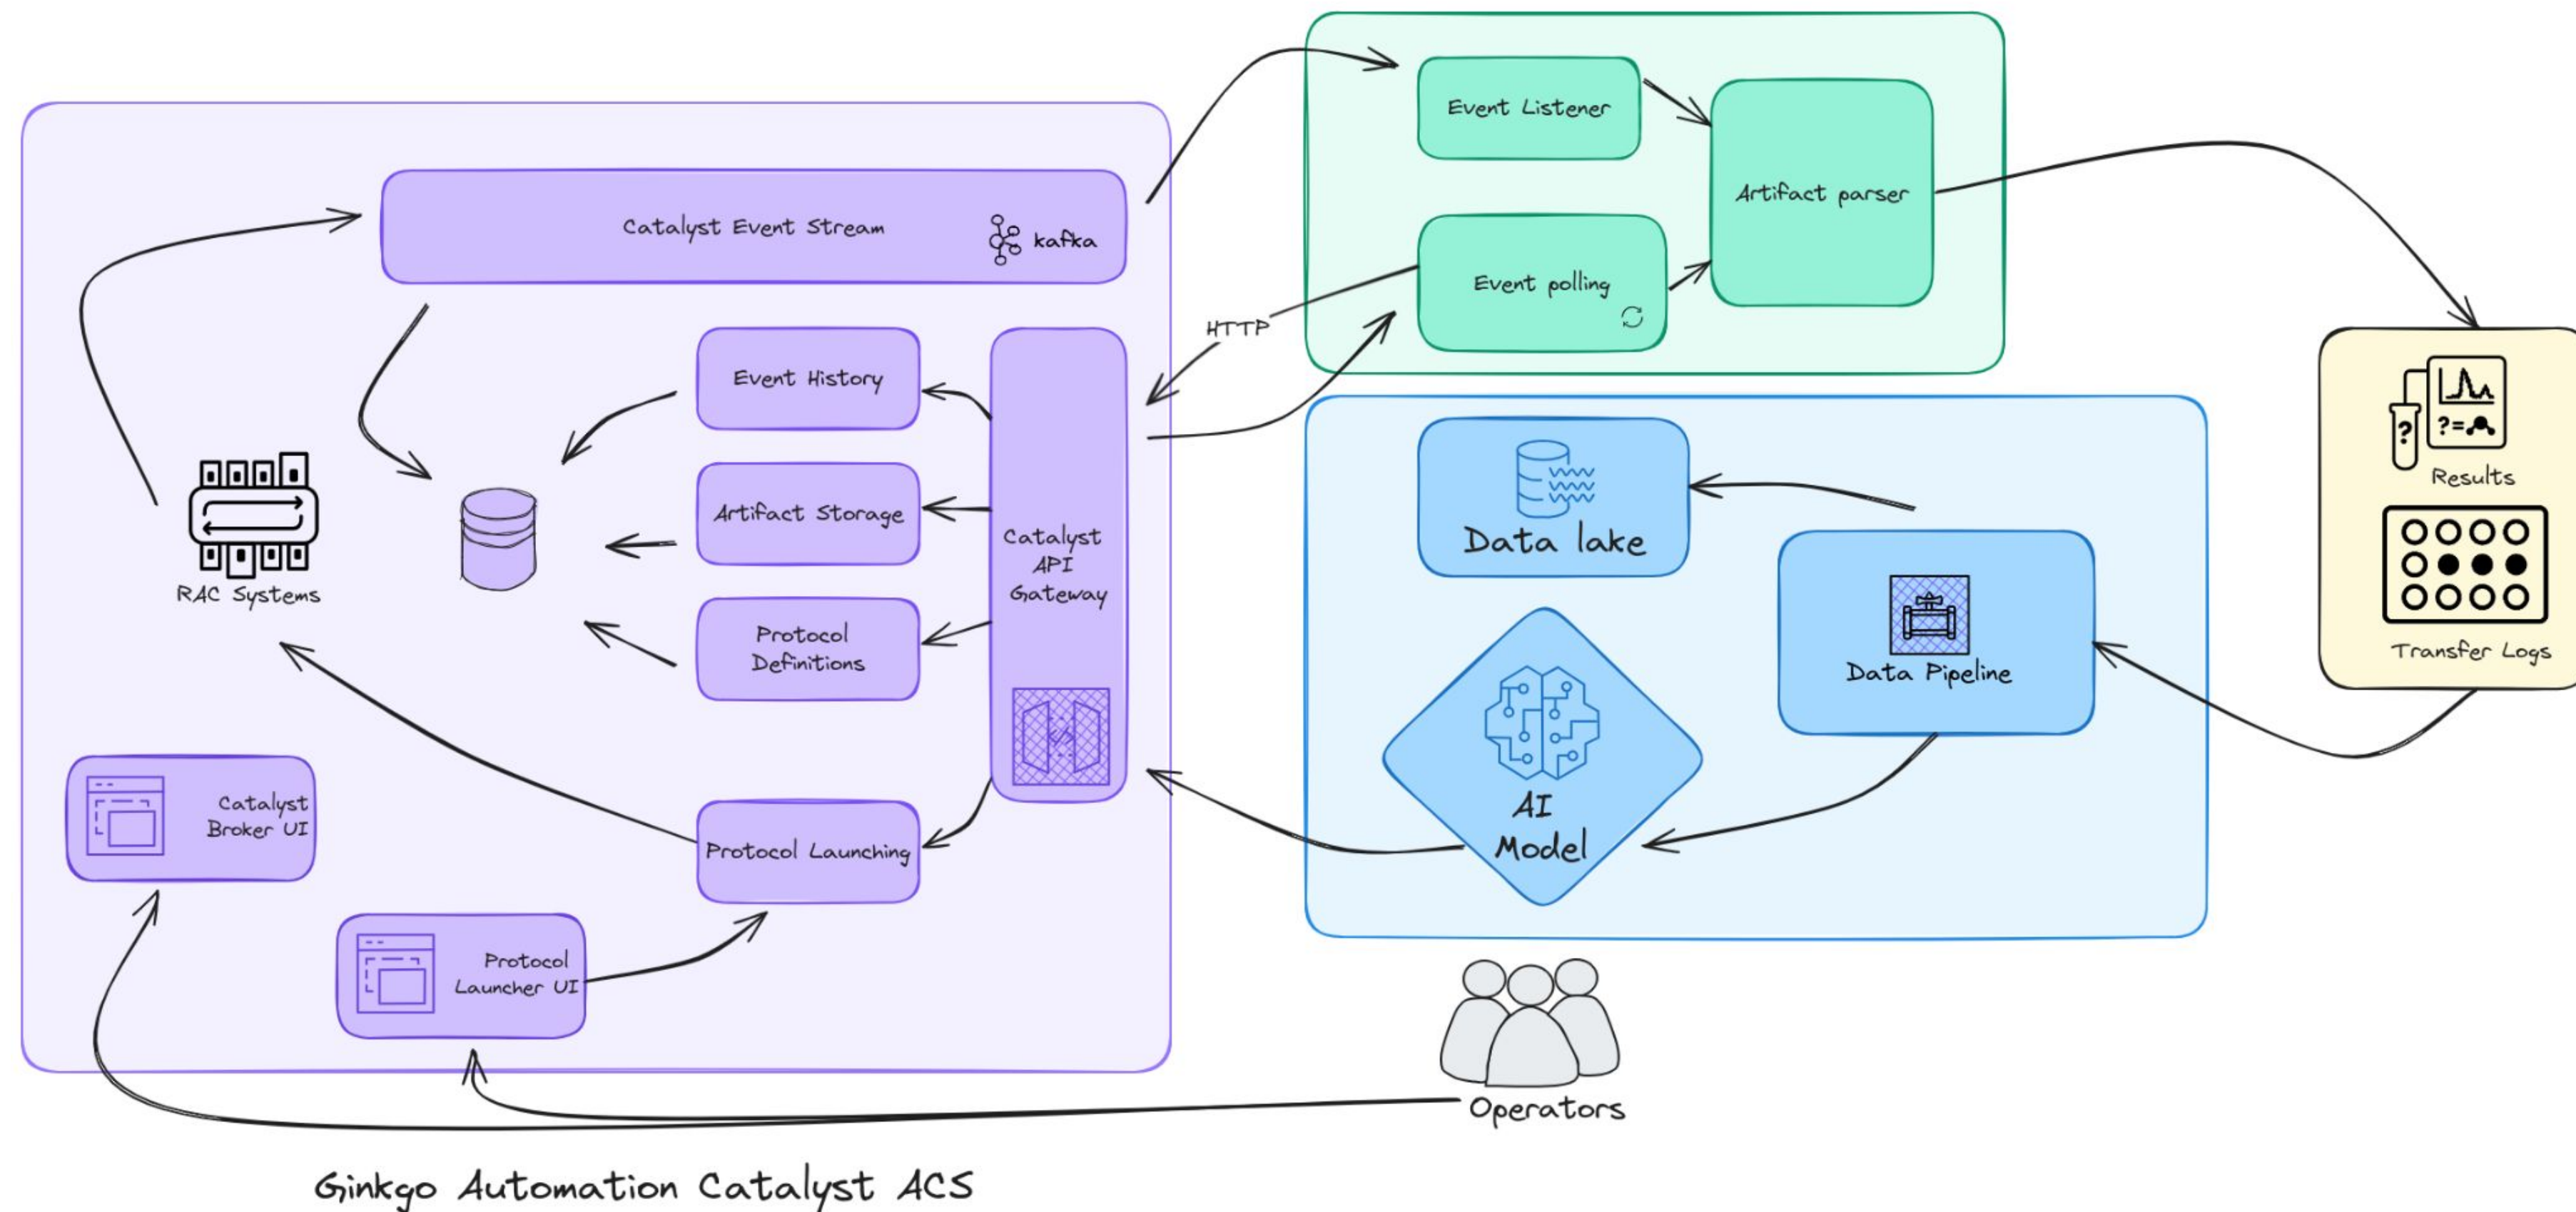 Catalyst Event Stream
kafka
Event History
Artifact Storage
Protocol
Definitions
Catalyst
API
Gateway
RAC Systems
Catalyst
Broker UI
Protocol Launching
Protocol
Launcher UI
HTTP
Event Listener
Event polling
Artifact parser
Data lake
Data Pipeline
AI
Model
?
?=
Results
Transfer Logs
Operators
Ginkgo Automation Catalyst ACS